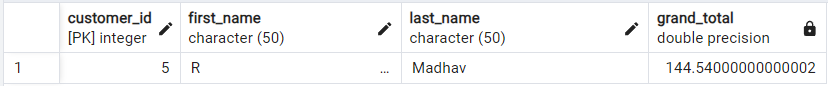 customer_id first_name last_name grand_total
[PK] integer character (50) character (50) double precision
1 5 R ... Madhav 144.54000000000002